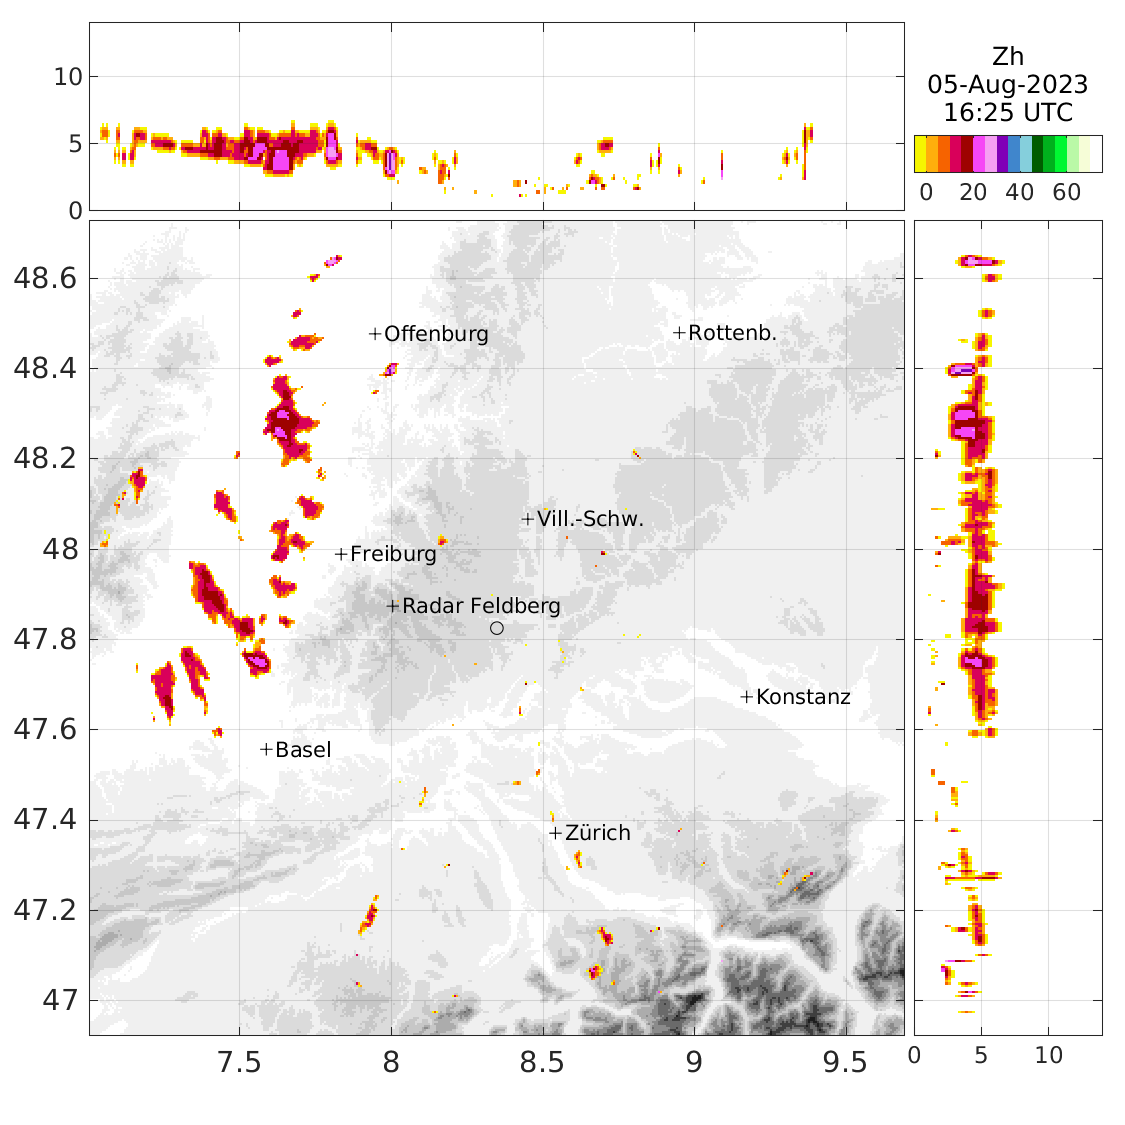 Zh
05-Aug-2023
16:25 UTC
0 20 40 60
10
5
0
48.6
48.4
48.2
48
47.8
47.6
47.4
47.2
47
+Offenburg
+Rottenb.
+Vill.-Schw.
+Freiburg
+Radar Feldberg
+Konstanz
+Basel
+Zürich
7.5 8 8.5 9 9.5
0 5 10